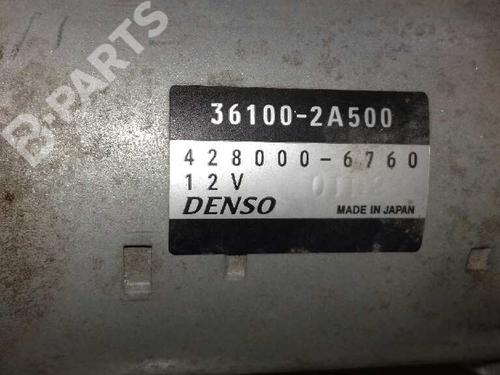 B-PARTS
36100-2A500
428000-6760
12V
DENSO
MADE IN JAPAN